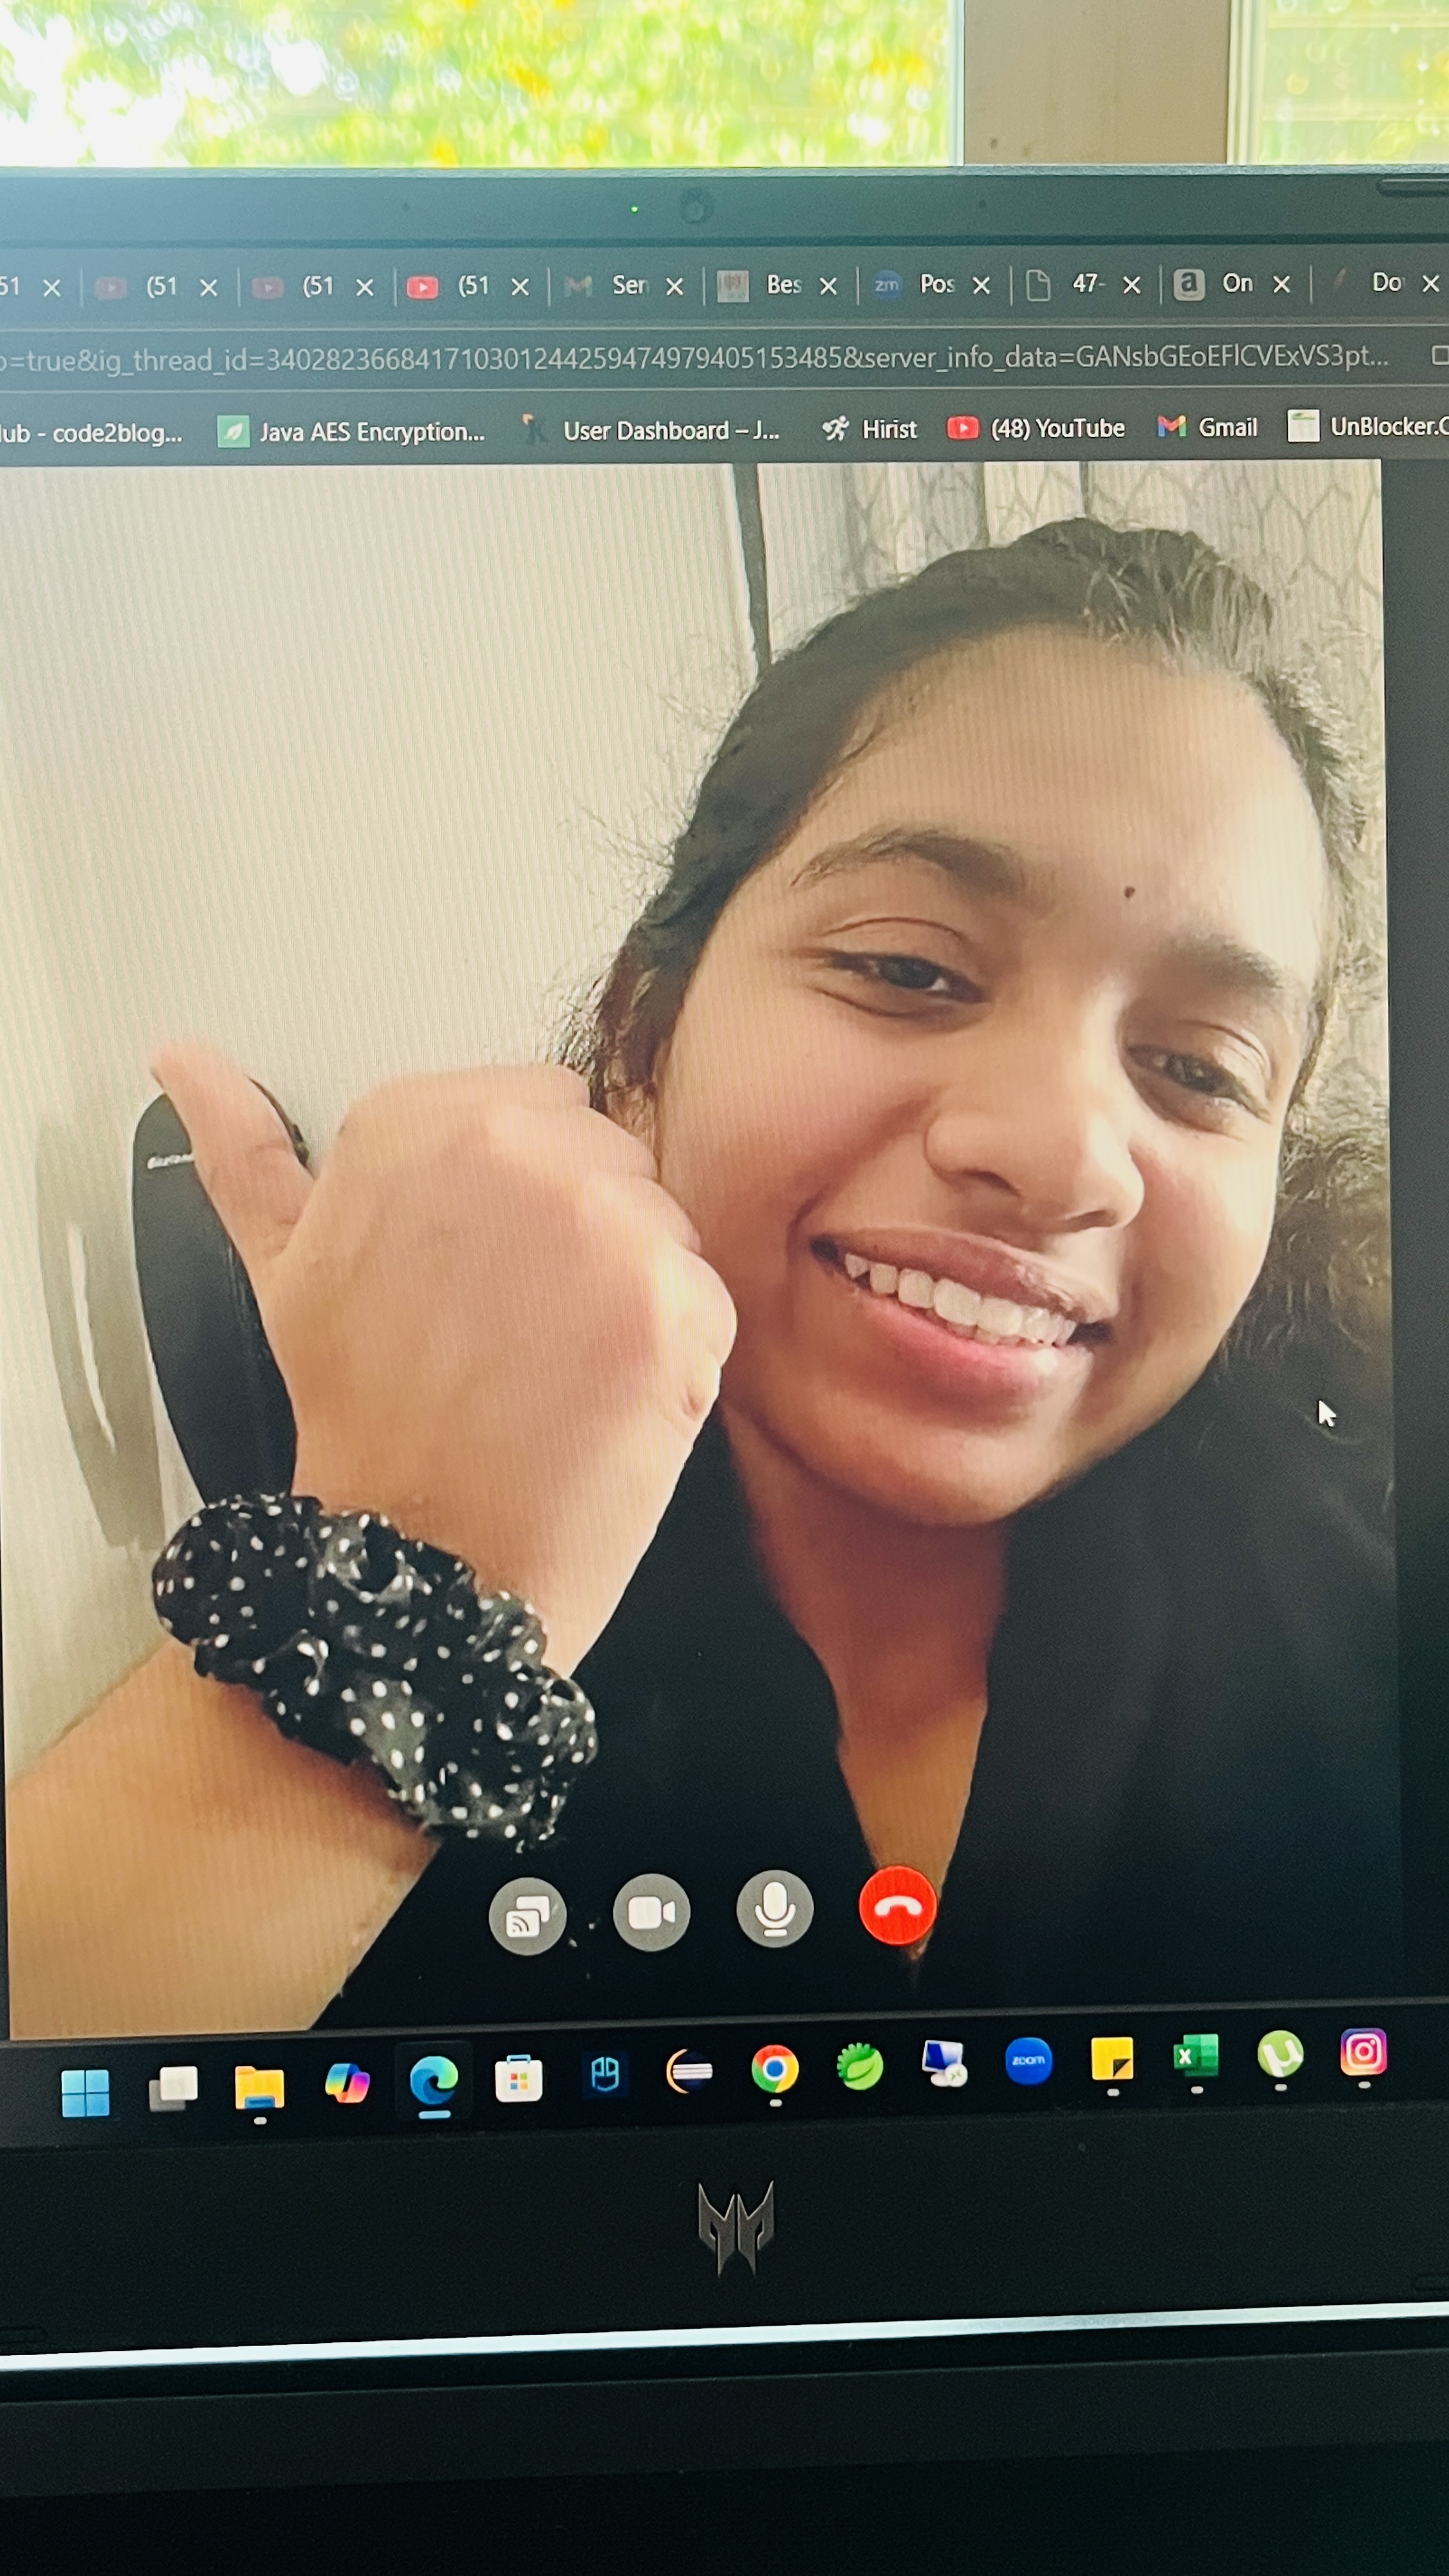 51 (51 (51 (51 Ser Bes zm Pos 47- a On Do
o=true&ig_thread_id=340282366841710301244259474979405153485&server_info_data=GANsbGEoEFlCVExVS3pt...
lub - code2blog... Java AES Encryption... User Dashboard – J... Hirist (48) YouTube Gmail UnBlocker.C
zoom